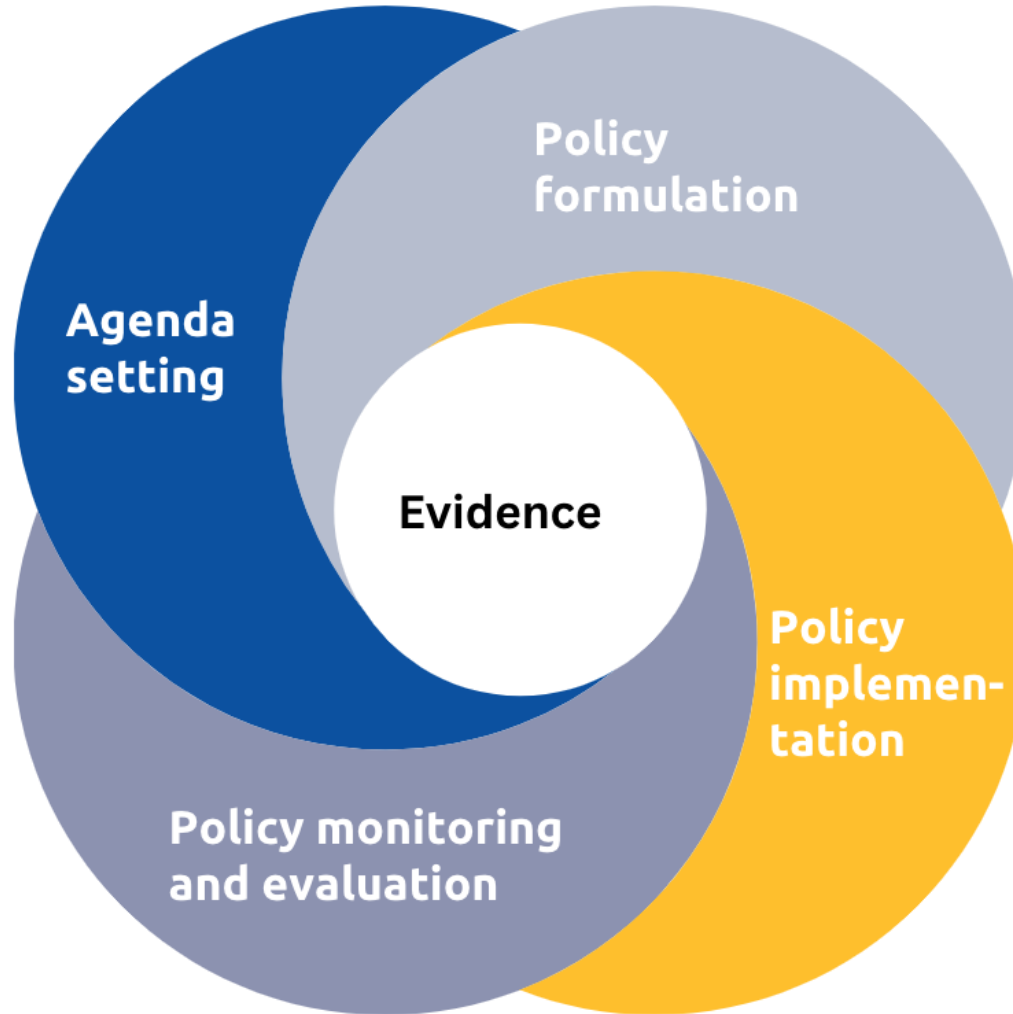 Policy
formulation
Agenda
setting
Evidence
Policy
implemen-
tation
Policy monitoring
and evaluation